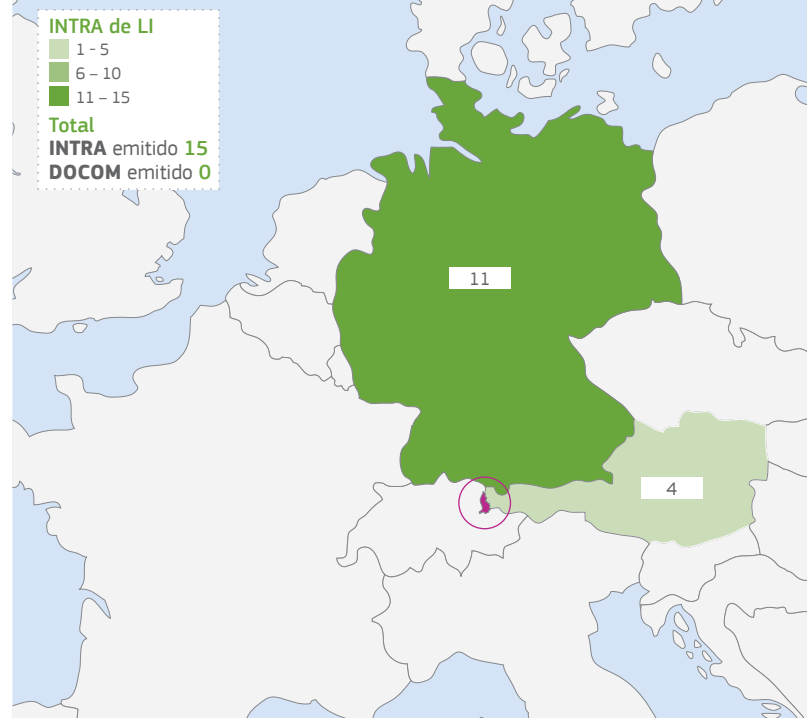 INTRA de LI
1 - 5
6 – 10
11 – 15
Total
INTRA emitido 15
DOCOM emitido 0
11
4